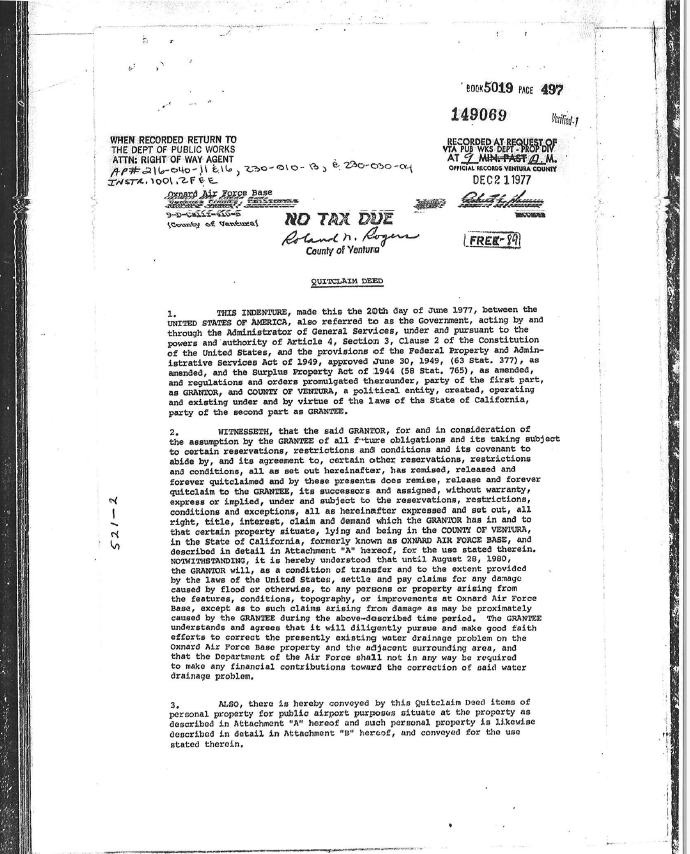 BOOK 5019 PAGE 497
149069
Verified-1
WHEN RECORDED RETURN TO
THE DEPT OF PUBLIC WORKS
ATTN: RIGHT OF WAY AGENT
AP# 216-040-11 & 16, 230-010-13, & 230-030-04
INSTR. 1001.2 FEE
RECORDED AT REQUEST OF
VTA PUB WKS DEPT - PROP DIV
AT 9 MIN. PAST A. M.
OFFICIAL RECORDS VENTURA COUNTY
DEC 21 1977
RECORDER
FREE-99
Oxnard Air Force Base
Ventura County, California
(County of Ventura)
NO TAX DUE
Roland N. Rogers
County of Ventura
QUITCLAIM DEED
1. THIS INDENTURE, made this the 20th day of June 1977, between the
UNITED STATES OF AMERICA, also referred to as the Government, acting by and
through the Administrator of General Services, under and pursuant to the
powers and authority of Article 4, Section 3, Clause 2 of the Constitution
of the United States, and the provisions of the Federal Property and Admin-
istrative Services Act of 1949, approved June 30, 1949, (63 Stat. 377), as
amended, and the Surplus Property Act of 1944 (58 Stat. 765), as amended,
and regulations and orders promulgated thereunder, party of the first part,
as GRANTOR, and COUNTY OF VENTURA, a political entity, created, operating
and existing under and by virtue of the laws of the State of California,
party of the second part as GRANTEE.
2. WITNESSETH, that the said GRANTOR, for and in consideration of
the assumption by the GRANTEE of all future obligations and its taking subject
to certain reservations, restrictions and conditions and its covenant to
abide by, and its agreement to, certain other reservations, restrictions
and conditions, all as set out hereinafter, has remised, released and
forever quitclaimed and by these presents does remise, release and forever
quitclaim to the GRANTEE, its successors and assigned, without warranty,
express or implied, under and subject to the reservations, restrictions,
conditions and exceptions, all as hereinafter expressed and set out, all
right, title, interest, claim and demand which the GRANTOR has in and to
that certain property situate, lying and being in the COUNTY OF VENTURA,
in the State of California, formerly known as OXNARD AIR FORCE BASE, and
described in detail in Attachment "A" hereof, for the use stated therein.
NOTWITHSTANDING, it is hereby understood that until August 28, 1980,
the GRANTOR will, as a condition of transfer and to the extent provided
by the laws of the United States, settle and pay claims for any damage
caused by flood or otherwise, to any persons or property arising from
the features, conditions, topography, or improvements at Oxnard Air Force
Base, except as to such claims arising from damage as may be proximately
caused by the GRANTEE during the above-described time period. The GRANTEE
understands and agrees that it will diligently pursue and make good faith
efforts to correct the presently existing water drainage problem on the
Oxnard Air Force Base property and the adjacent surrounding area, and
that the Department of the Air Force shall not in any way be required
to make any financial contributions toward the correction of said water
drainage problem.
521-2
3. ALSO, there is hereby conveyed by this Quitclaim Deed items of
personal property for public airport purposes situate at the property as
described in Attachment "A" hereof and such personal property is likewise
described in detail in Attachment "B" hereof, and conveyed for the use
stated therein.